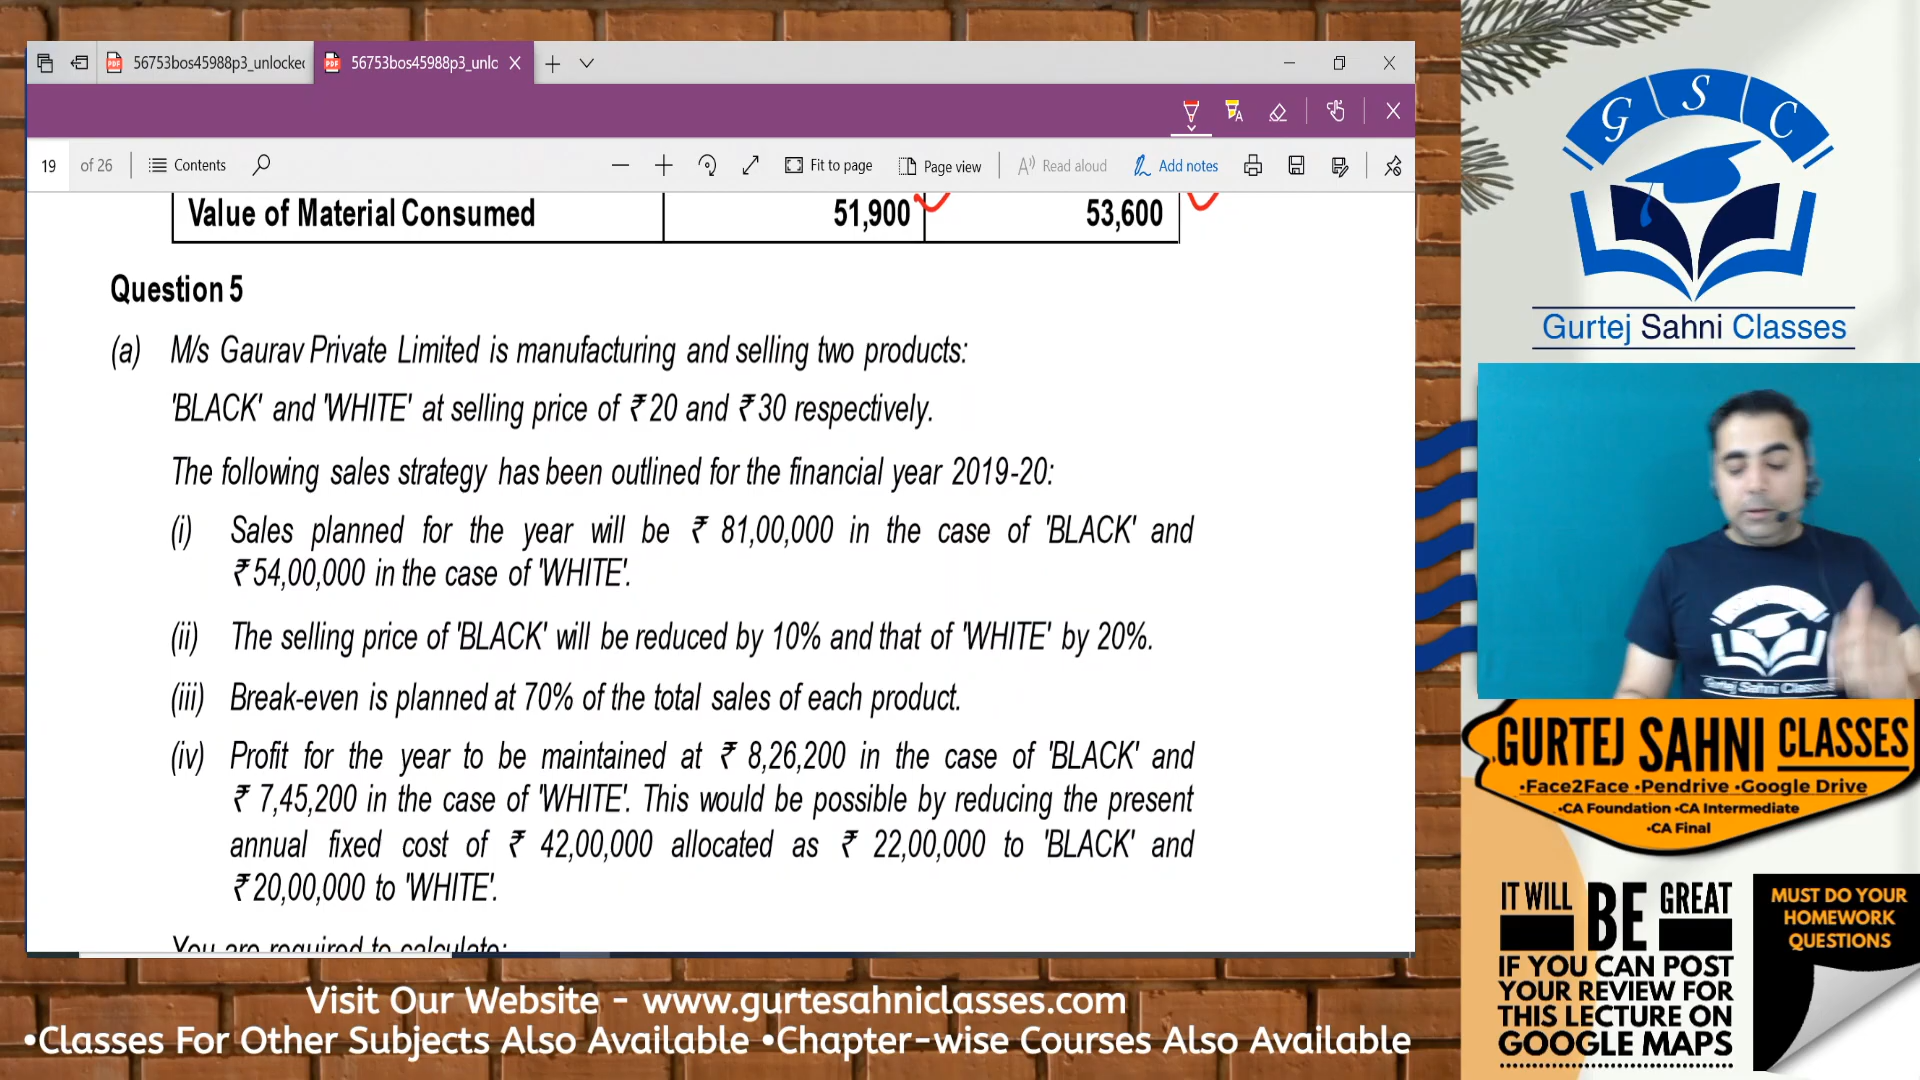 56753bos45988p3_unlocked
56753bos45988p3_unlc
19 of 26
Contents
Fit to page
Page view
Read aloud
Add notes
Value of Material Consumed 51,900 53,600
Question 5
(a) M/s Gaurav Private Limited is manufacturing and selling two products:
'BLACK' and 'WHITE' at selling price of ₹ 20 and ₹ 30 respectively.
The following sales strategy has been outlined for the financial year 2019-20:
(i) Sales planned for the year will be ₹ 81,00,000 in the case of 'BLACK' and
₹ 54,00,000 in the case of 'WHITE'.
(ii) The selling price of 'BLACK' will be reduced by 10% and that of 'WHITE' by 20%.
(iii) Break-even is planned at 70% of the total sales of each product.
(iv) Profit for the year to be maintained at ₹ 8,26,200 in the case of 'BLACK' and
₹ 7,45,200 in the case of 'WHITE'. This would be possible by reducing the present
annual fixed cost of ₹ 42,00,000 allocated as ₹ 22,00,000 to 'BLACK' and
₹ 20,00,000 to 'WHITE'.
You are required to calculate:
G S C
Gurtej Sahni Classes
Gurtej Sahni Classes
GURTEJ SAHNI CLASSES
•Face2Face •Pendrive •Google Drive
•CA Foundation •CA Intermediate
•CA Final
IT WILL BE GREAT
IF YOU CAN POST
YOUR REVIEW FOR
THIS LECTURE ON
GOOGLE MAPS
MUST DO YOUR
HOMEWORK
QUESTIONS
Visit Our Website - www.gurtesahniclasses.com
•Classes For Other Subjects Also Available •Chapter-wise Courses Also Available